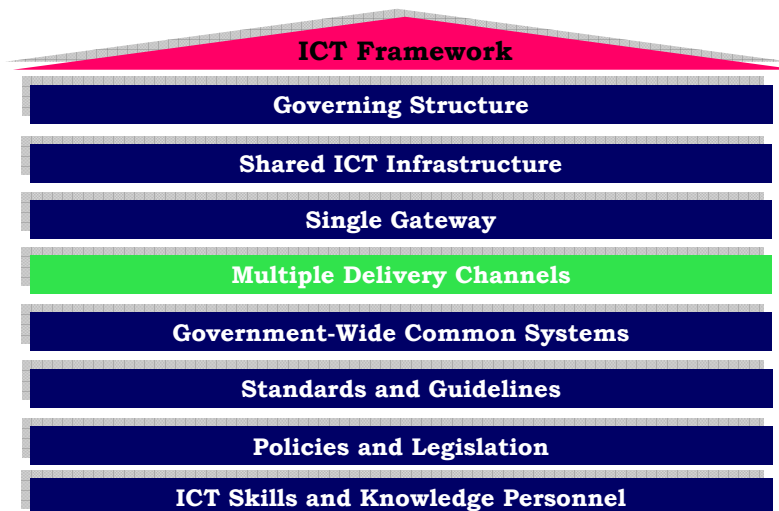 ICT Framework
Governing Structure
Shared ICT Infrastructure
Single Gateway
Multiple Delivery Channels
Government-Wide Common Systems
Standards and Guidelines
Policies and Legislation
ICT Skills and Knowledge Personnel